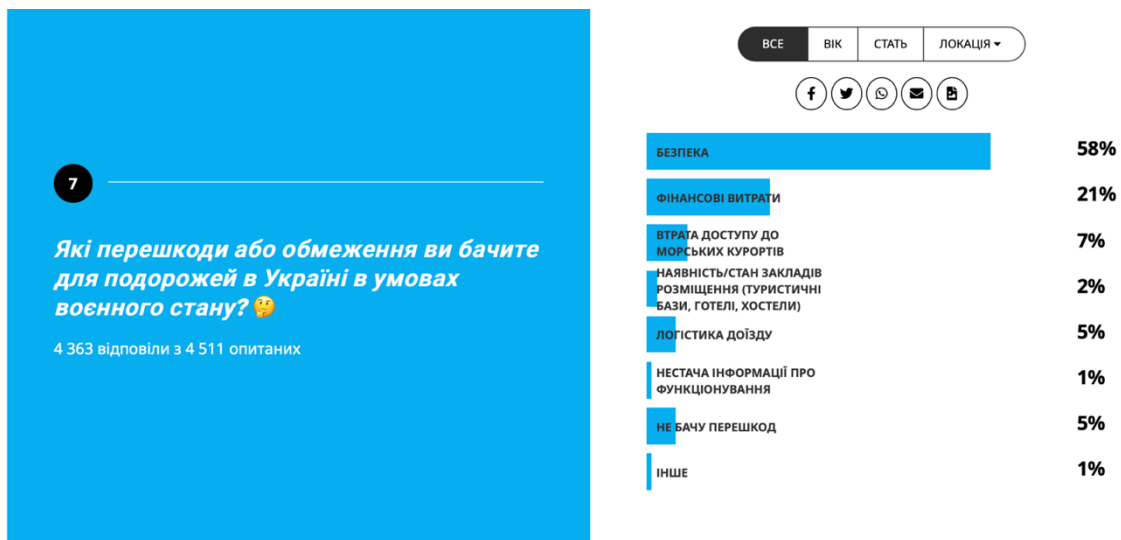 7
Які перешкоди або обмеження ви бачите
для подорожей в Україні в умовах
воєнного стану? 🤔
4 363 відповіли з 4 511 опитаних
ВСЕ ВІК СТАТЬ ЛОКАЦІЯ
БЕЗПЕКА 58%
ФІНАНСОВІ ВИТРАТИ 21%
ВТРАТА ДОСТУПУ ДО
МОРСЬКИХ КУРОРТІВ 7%
НАЯВНІСТЬ/СТАН ЗАКЛАДІВ
РОЗМІЩЕННЯ (ТУРИСТИЧНІ 2%
БАЗИ, ГОТЕЛІ, ХОСТЕЛИ)
ЛОГІСТИКА ДОЇЗДУ 5%
НЕСТАЧА ІНФОРМАЦІЇ ПРО
ФУНКЦІОНУВАННЯ 1%
НЕ БАЧУ ПЕРЕШКОД 5%
ІНШЕ 1%